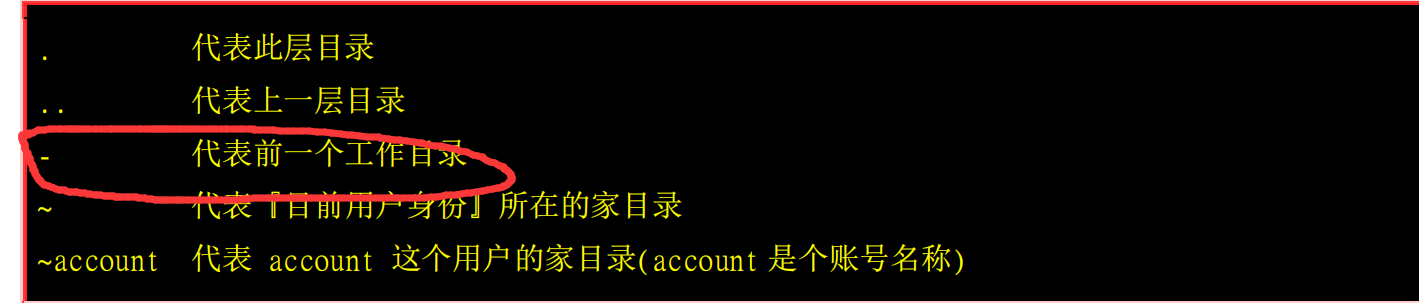 . 代表此层目录
.. 代表上一层目录
- 代表前一个工作目录
~ 代表『目前用户身份』所在的家目录
~account 代表 account 这个用户的家目录(account 是个账号名称)